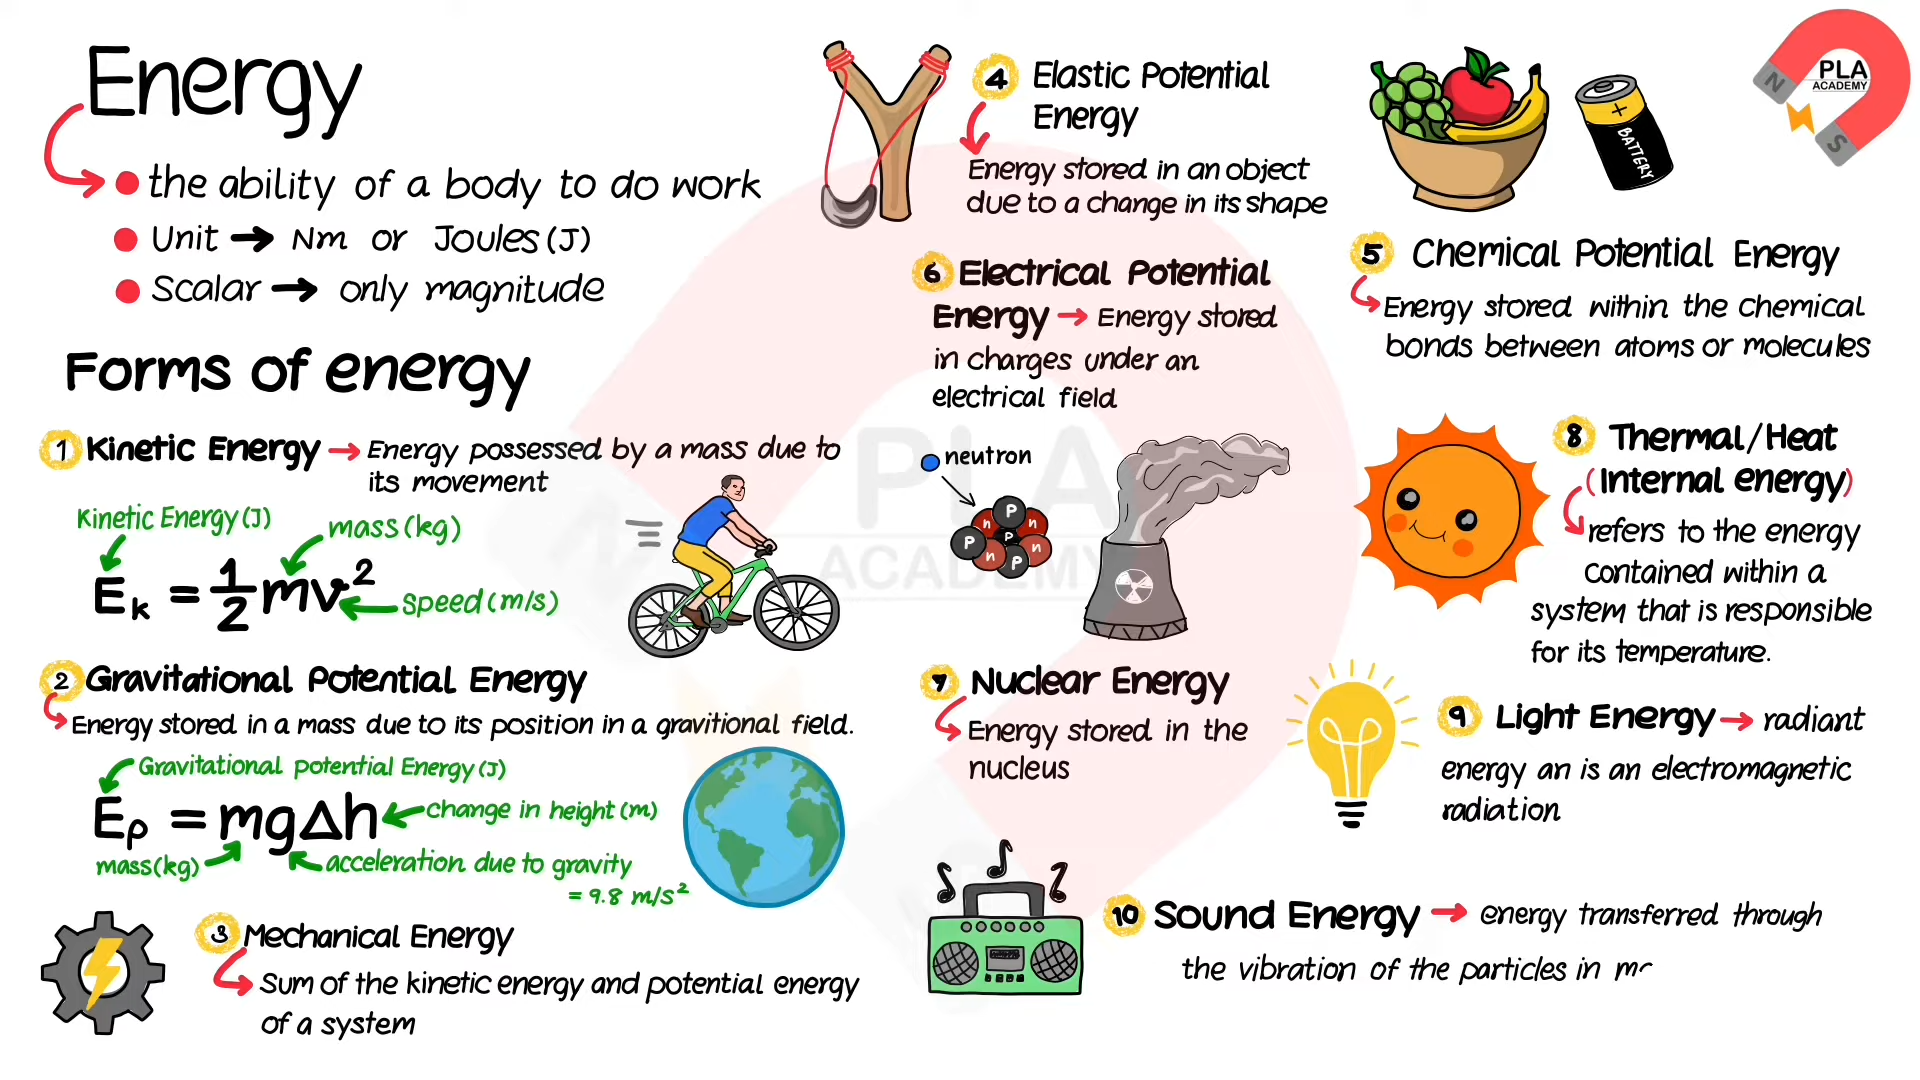 Energy
the ability of a body to do work
Unit → Nm or Joules (J)
Scalar → only magnitude
Forms of energy
1 Kinetic Energy → Energy possessed by a mass due to
its movement
Kinetic Energy (J)
mass (kg)
Ek = 1/2 mv²
Speed (m/s)
2 Gravitational Potential Energy
Energy stored in a mass due to its position in a gravitional field.
Gravitational potential Energy (J)
Ep = mgΔh
change in height (m)
mass (kg)
acceleration due to gravity
= 9.8 m/s²
3 Mechanical Energy
Sum of the kinetic energy and potential energy
of a system
4 Elastic Potential
Energy
Energy stored in an object
due to a change in its shape
BATTERY
+
5 Chemical Potential Energy
Energy stored within the chemical
bonds between atoms or molecules
6 Electrical Potential
Energy → Energy stored
in charges under an
electrical field
neutron
P
n
n
P
P
n
n
P
7 Nuclear Energy
Energy stored in the
nucleus
8 Thermal/Heat
(Internal energy)
refers to the energy
contained within a
system that is responsible
for its temperature.
9 Light Energy → radiant
energy an is an electromagnetic
radiation
10 Sound Energy → energy transferred through
the vibration of the particles in
PLA
ACADEMY
N
S
PLA
ACADEMY